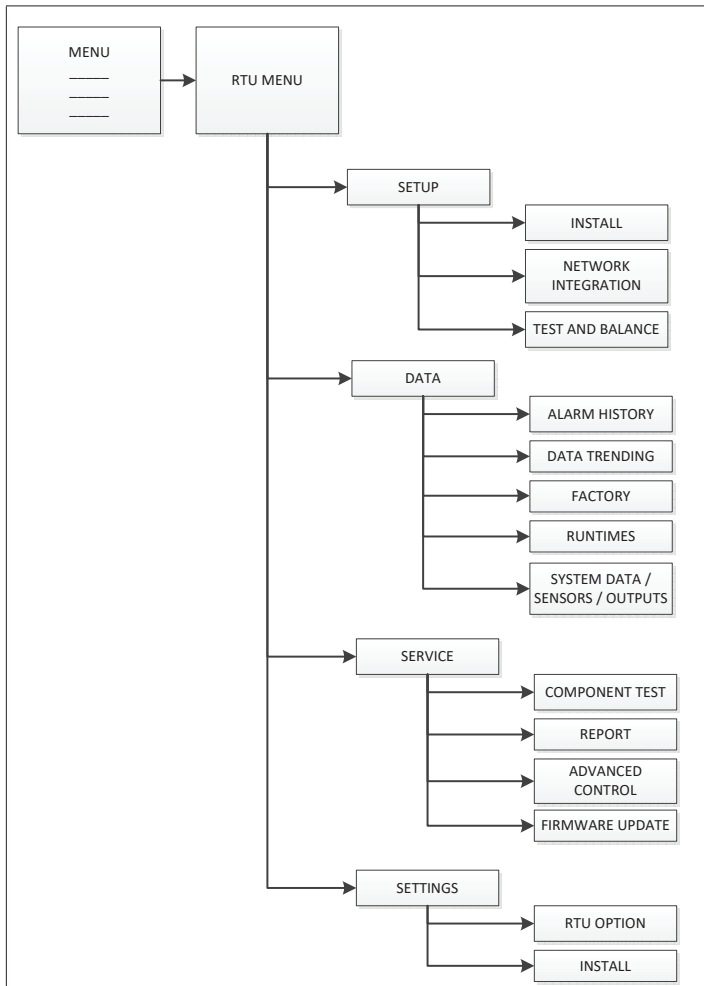 MENU
RTU MENU
SETUP
INSTALL
NETWORK
INTEGRATION
TEST AND BALANCE
DATA
ALARM HISTORY
DATA TRENDING
FACTORY
RUNTIMES
SYSTEM DATA /
SENSORS / OUTPUTS
SERVICE
COMPONENT TEST
REPORT
ADVANCED
CONTROL
FIRMWARE UPDATE
SETTINGS
RTU OPTION
INSTALL